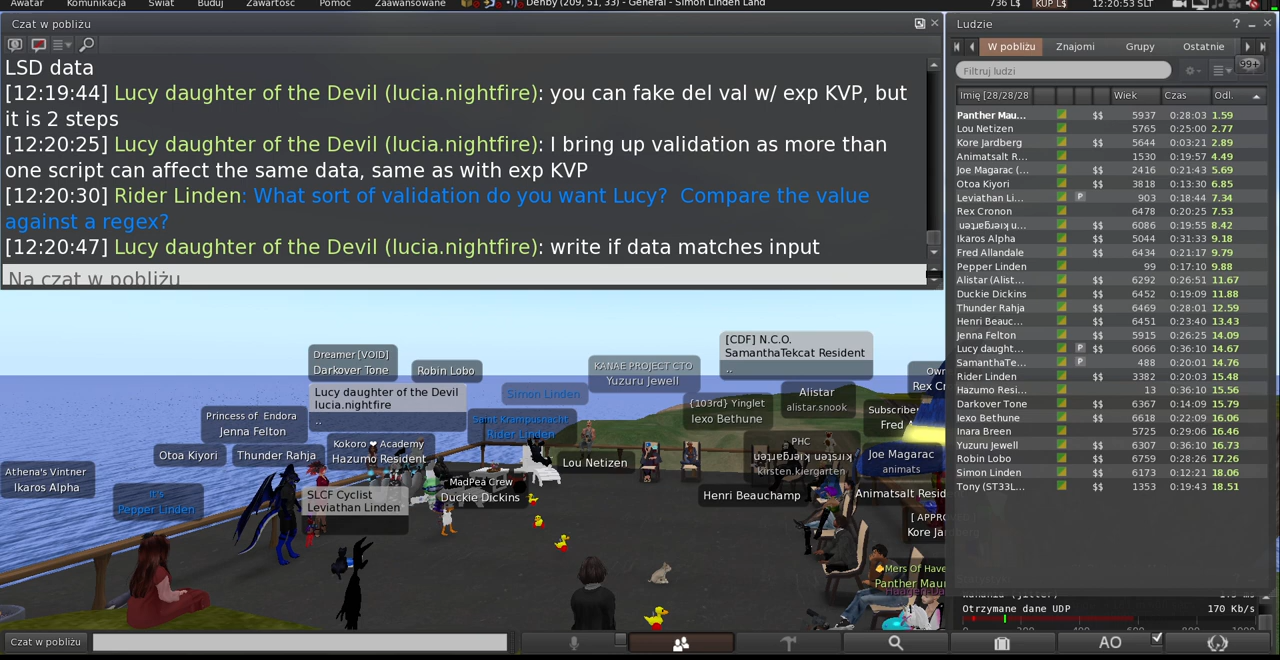 Awatar Komunikacja Świat Buduj Zawartość Pomoc Zaawansowane Denby (209, 51, 33) - General - Simon Linden Land 736 L$ KUP L$ 12:20:53 SLT
Czat w pobliżu
LSD data
[12:19:44] Lucy daughter of the Devil (lucia.nightfire): you can fake del val w/ exp KVP, but
it is 2 steps
[12:20:25] Lucy daughter of the Devil (lucia.nightfire): I bring up validation as more than
one script can affect the same data, same as with exp KVP
[12:20:30] Rider Linden: What sort of validation do you want Lucy? Compare the value
against a regex?
[12:20:47] Lucy daughter of the Devil (lucia.nightfire): write if data matches input
Na czat w pobliżu
Dreamer [VOID]
Darkover Tone
Robin Lobo
Lucy daughter of the Devil
lucia.nightfire
..
Simon Linden
KANAE PROJECT CTO
Yuzuru Jewell
[CDF] N.C.O.
SamanthaTekcat Resident
..
Princess of Endora
Jenna Felton
Saint Krampusnacht
Rider Linden
{103rd} Yinglet
Iexo Bethune
Alistar
alistar.snook
Otoa Kiyori
Thunder Rahja
Kokoro ❤ Academy
Hazumo Resident
Lou Netizen
PHC
kirsten.kiergarten
Joe Magarac
animats
Athena's Vintner
Ikaros Alpha
it!s
Pepper Linden
SLCF Cyclist
Leviathan Linden
MadPea Crew
Duckie Dickins
Henri Beauchamp
Animatsalt Resid
Kore Jardberg
Mers Of Have
Panther Maur
Czat w pobliżu
Ludzie
? _ ×
W pobliżu Znajomi Grupy Ostatnie
Filtruj ludzi
99+
Imię [28/28/28 Wiek Czas Odl.
Panther Mau... $$ 5937 0:28:03 1.59
Lou Netizen 5765 0:25:00 2.77
Kore Jardberg $$ 5644 0:03:21 2.89
Animatsalt R... 1530 0:19:57 4.49
Joe Magarac (... $$ 2416 0:21:43 5.69
Otoa Kiyori $$ 3818 0:13:30 6.85
Leviathan Li... P 903 0:18:44 7.34
Rex Cronon 6478 0:20:25 7.53
$$ 6086 0:19:55 8.42
Ikaros Alpha $$ 5044 0:31:33 9.18
Fred Allandale $$ 6434 0:21:17 9.79
Pepper Linden 99 0:17:10 9.88
Alistar (Alist... $$ 6292 0:26:51 11.67
Duckie Dickins $$ 6452 0:19:09 11.88
Thunder Rahja $$ 6469 0:28:01 12.59
Henri Beauc... $$ 6451 0:23:40 13.43
Jenna Felton $$ 5915 0:26:25 14.09
Lucy daught... P $$ 6066 0:36:10 14.67
SamanthaTe... P 488 0:20:01 14.76
Rider Linden $$ 3382 0:20:03 15.48
Hazumo Resi... 13 0:36:10 15.56
Darkover Tone $$ 6367 0:14:09 15.79
Iexo Bethune $$ 6618 0:22:09 16.06
Inara Breen 5725 0:29:06 16.46
Yuzuru Jewell $$ 6307 0:36:10 16.73
Robin Lobo $$ 6759 0:28:26 17.26
Simon Linden $$ 6173 0:12:21 18.06
Tony (ST33L... $$ 1353 0:19:43 18.51
Otrzymane dane UDP 170 Kb/s
AO